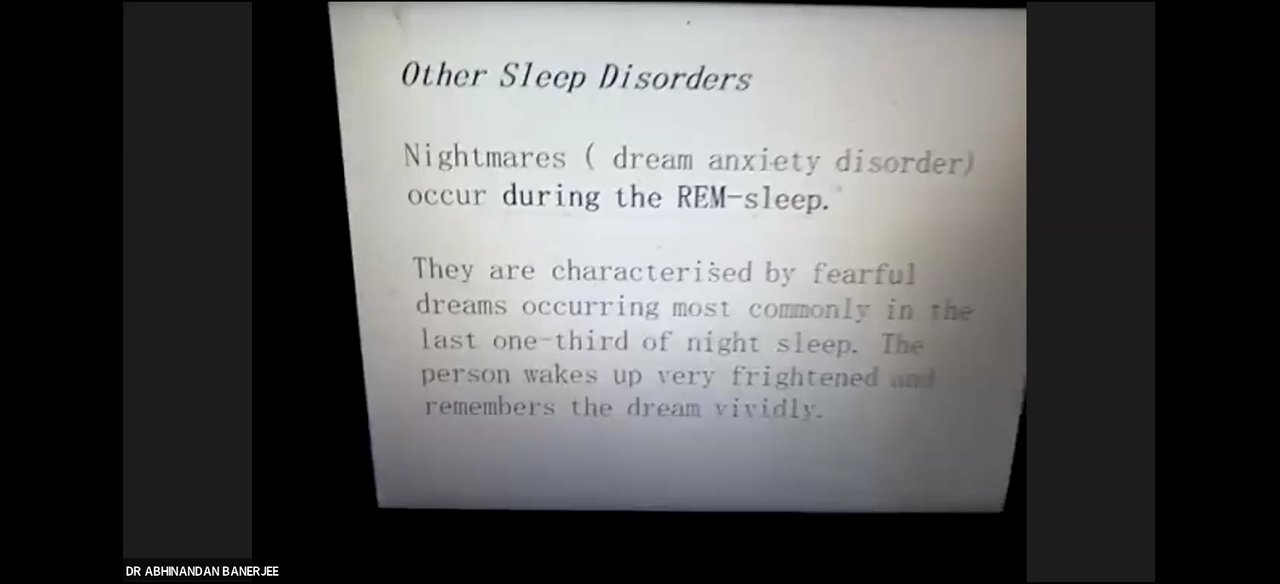 Other Sleep Disorders
Nightmares ( dream anxiety disorder)
occur during the REM-sleep.
They are characterised by fearful
dreams occurring most commonly in the
last one-third of night sleep. The
person wakes up very frightened and
remembers the dream vividly.
DR ABHINANDAN BANERJEE